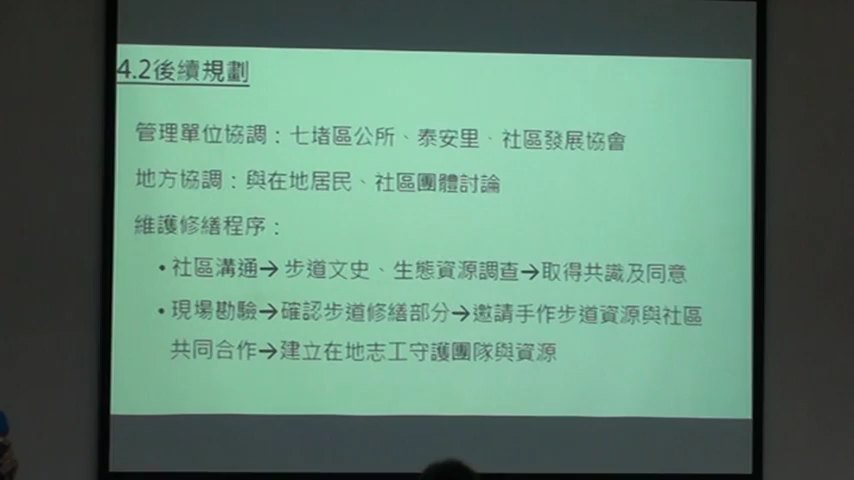 4.2後續規劃
管理單位協調：七堵區公所、泰安里、社區發展協會
地方協調：與在地居民、社區團體討論
維護修繕程序：
•社區溝通→步道文史、生態資源調查→取得共識及同意
•現場勘驗→確認步道修繕部分→邀請手作步道資源與社區
共同合作→建立在地志工守護團隊與資源